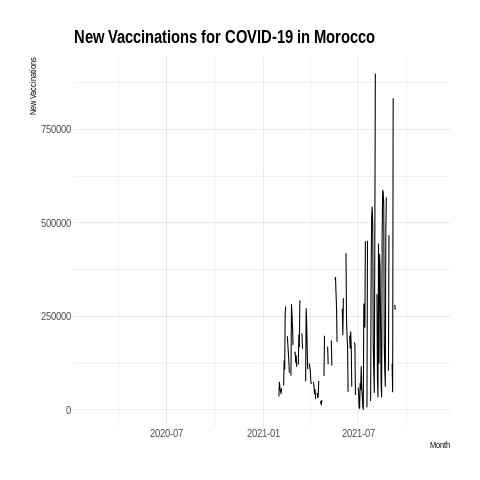 New Vaccinations for COVID-19 in Morocco
New Vaccinations
750000
500000
250000
0
2020-07
2021-01
2021-07
Month